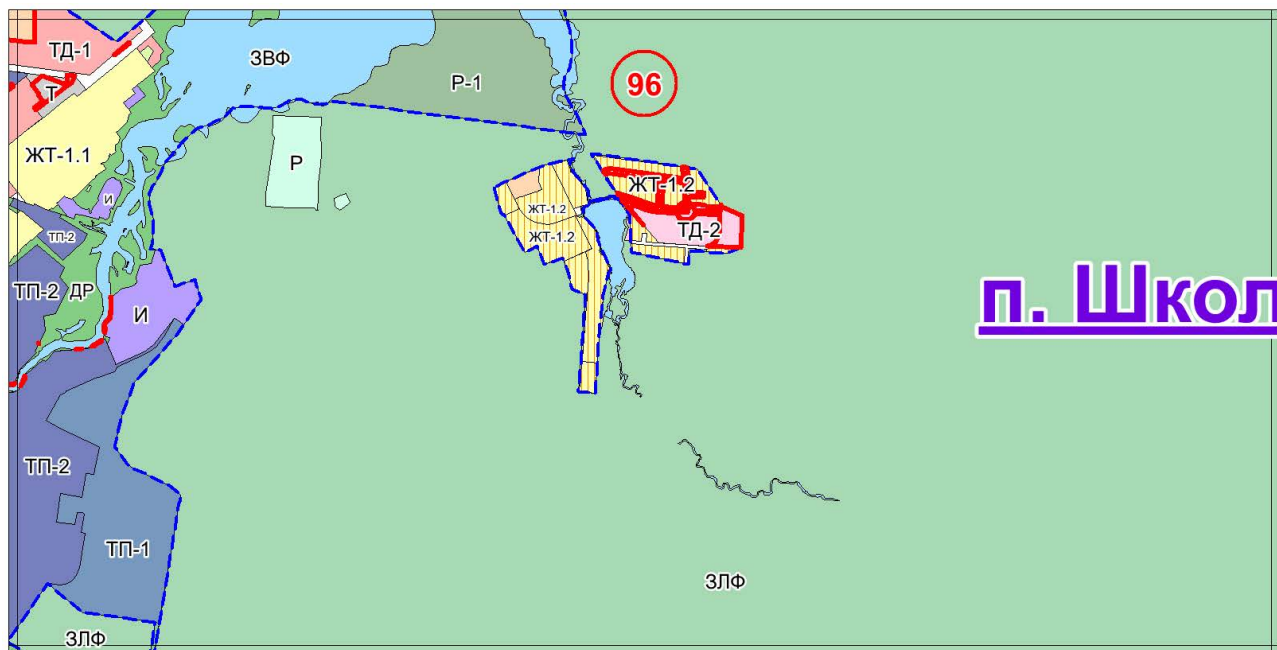 ТД-1
ЗВФ
Р-1
96
Т
ЖТ-1.1
Р
ЖТ-1.2
И
ЖТ-1.2
ТД-2
ТП-2
ЖТ-1.2
ТП-2
ДР
И
п. Школ
ТП-2
ТП-1
ЗЛФ
ЗЛФ